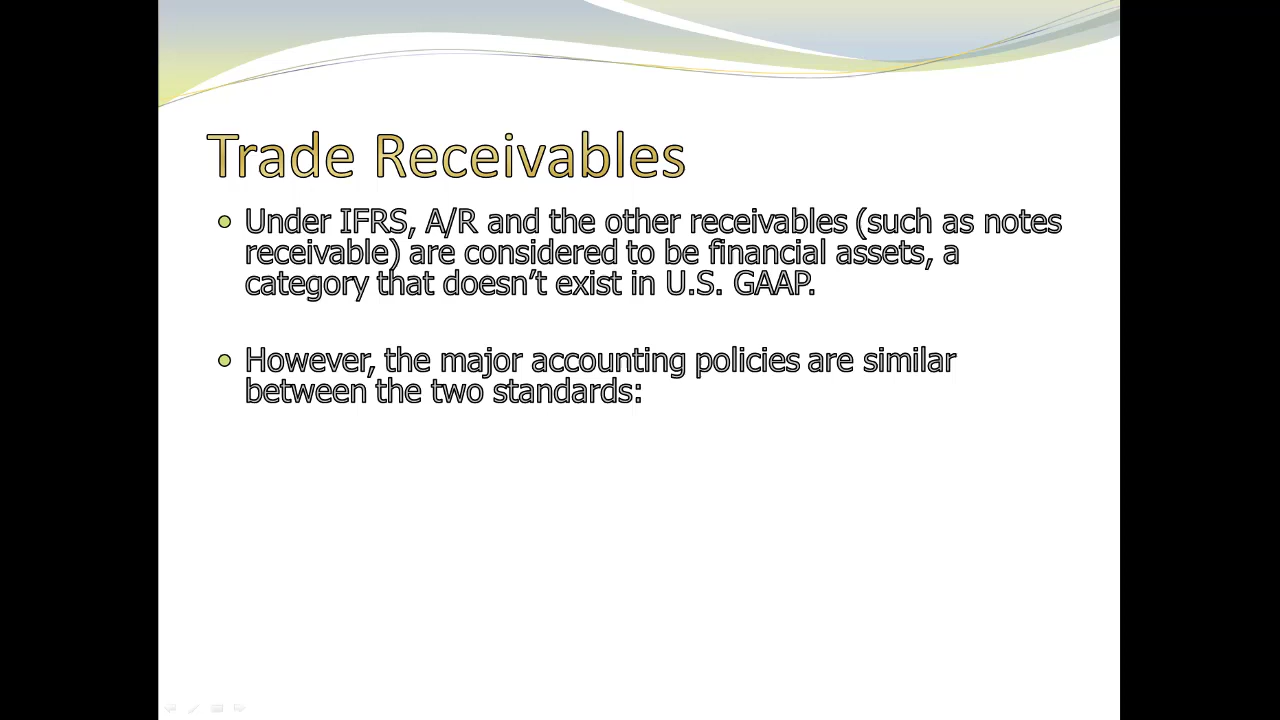 Trade Receivables
Under IFRS, A/R and the other receivables (such as notes
receivable) are considered to be financial assets, a
category that doesn’t exist in U.S. GAAP.
However, the major accounting policies are similar
between the two standards: